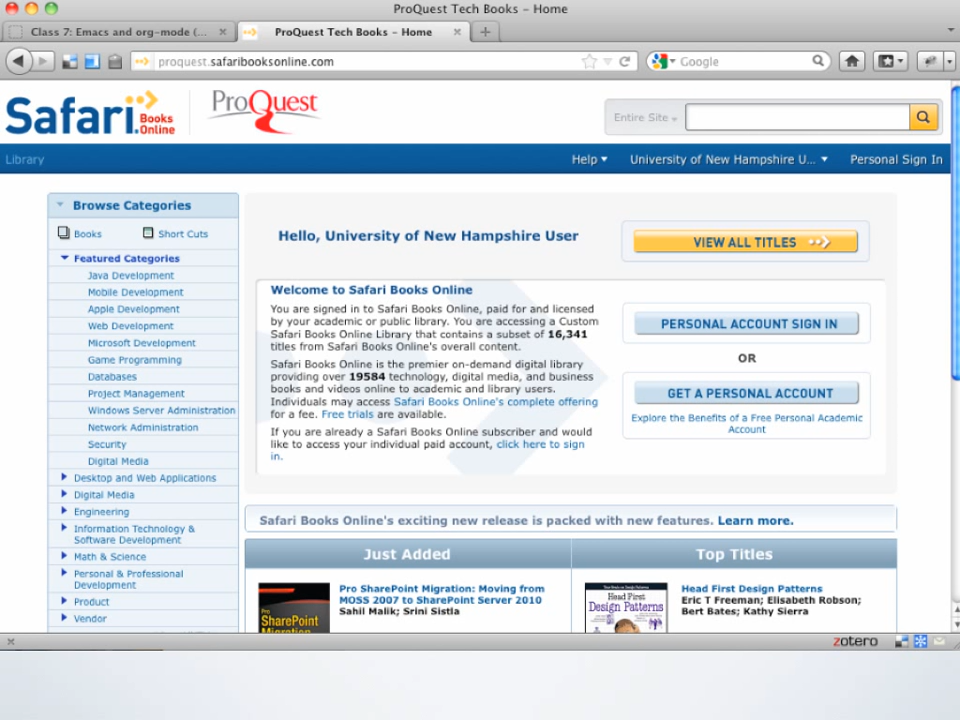 ProQuest Tech Books – Home
Class 7: Emacs and org-mode (...
ProQuest Tech Books – Home
proquest.safaribooksonline.com
Google
Safari Books Online
ProQuest
Entire Site
Library
Help
University of New Hampshire U...
Personal Sign In
Browse Categories
Books
Short Cuts
Featured Categories
Java Development
Mobile Development
Apple Development
Web Development
Microsoft Development
Game Programming
Databases
Project Management
Windows Server Administration
Network Administration
Security
Digital Media
Desktop and Web Applications
Digital Media
Engineering
Information Technology &
Software Development
Math & Science
Personal & Professional
Development
Product
Vendor
Hello, University of New Hampshire User
VIEW ALL TITLES
Welcome to Safari Books Online
You are signed in to Safari Books Online, paid for and licensed
by your academic or public library. You are accessing a Custom
Safari Books Online Library that contains a subset of 16,341
titles from Safari Books Online's overall content.
Safari Books Online is the premier on-demand digital library
providing over 19584 technology, digital media, and business
books and videos online to academic and library users.
Individuals may access Safari Books Online's complete offering
for a fee. Free trials are available.
If you are already a Safari Books Online subscriber and would
like to access your individual paid account, click here to sign
in.
PERSONAL ACCOUNT SIGN IN
OR
GET A PERSONAL ACCOUNT
Explore the Benefits of a Free Personal Academic
Account
Safari Books Online's exciting new release is packed with new features. Learn more.
Just Added
Pro
SharePoint
Migration
Pro SharePoint Migration: Moving from
MOSS 2007 to SharePoint Server 2010
Sahil Malik; Srini Sistla
Top Titles
Head First
Design Patterns
Head First Design Patterns
Eric T Freeman; Elisabeth Robson;
Bert Bates; Kathy Sierra
zotero